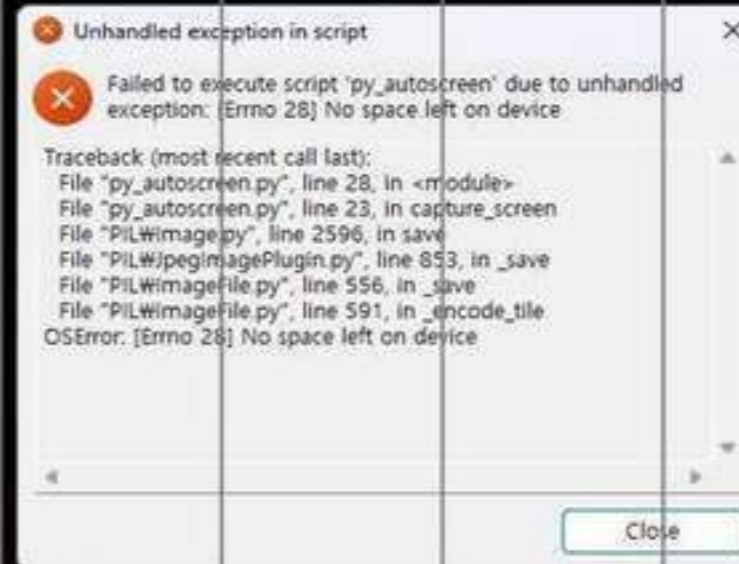 Unhandled exception in script
Failed to execute script 'py_autoscreen' due to unhandled
exception: [Errno 28] No space left on device
Traceback (most recent call last):
File "py_autoscreen.py", line 28, in <module>
File "py_autoscreen.py", line 23, in capture_screen
File "PIL₩Image.py", line 2596, in save
File "PIL₩JpegImagePlugin.py", line 853, in _save
File "PIL₩ImageFile.py", line 556, in _save
File "PIL₩ImageFile.py", line 591, in _encode_tile
OSError: [Errno 28] No space left on device
Close